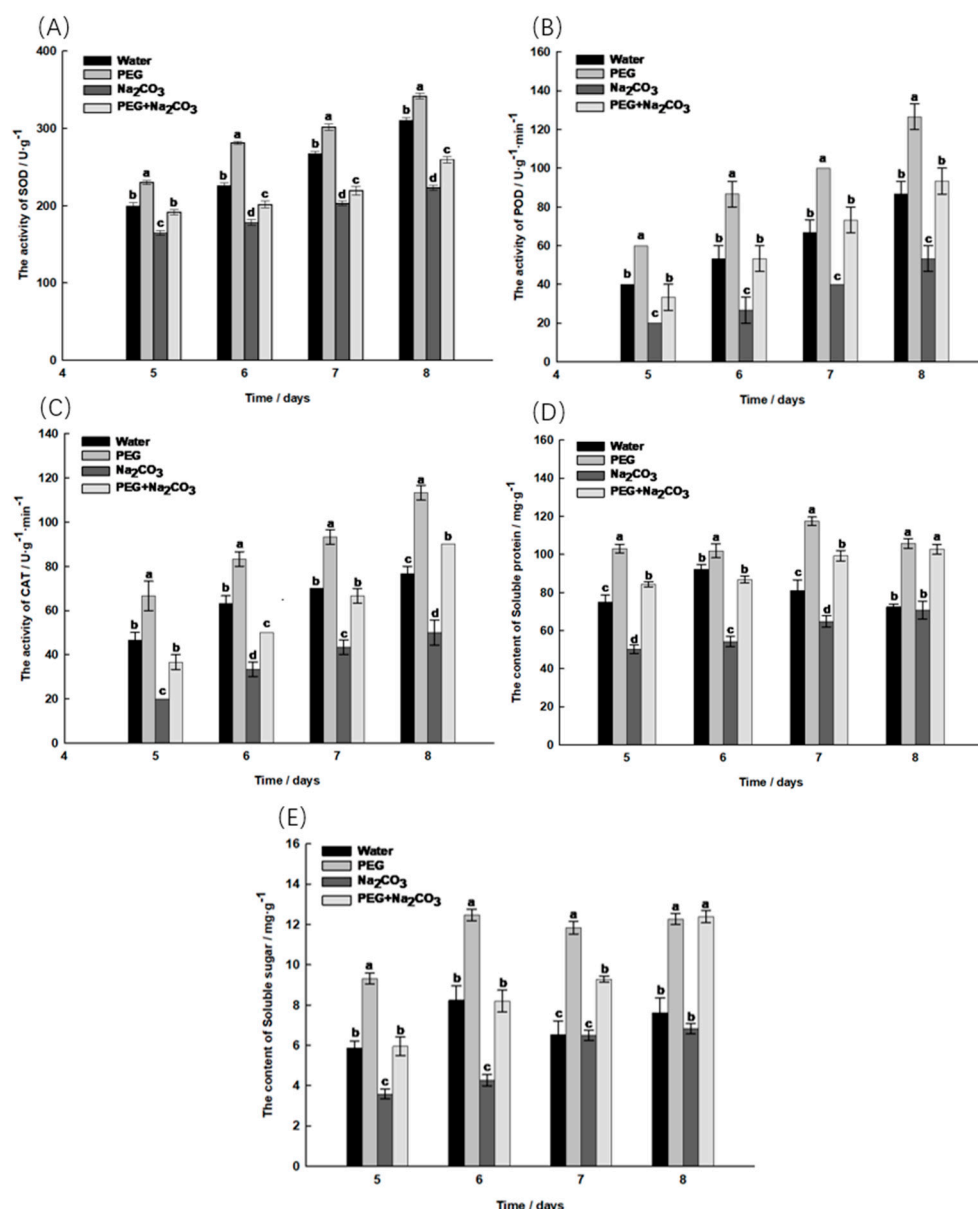 (A)
The activity of SOD / U·g⁻¹
400
300
200
100
0
Water
PEG
Na₂CO₃
PEG+Na₂CO₃
b a c b
b a d c
b a d c
b a d c
4 5 6 7 8
Time / days
(B)
The activity of POD / U·g⁻¹·min⁻¹
160
140
120
100
80
60
40
20
0
Water
PEG
Na₂CO₃
PEG+Na₂CO₃
b a c b
b a c b
b a c b
b a c b
4 5 6 7 8
Time / days
(C)
The activity of CAT / U·g⁻¹·min⁻¹
140
120
100
80
60
40
20
0
Water
PEG
Na₂CO₃
PEG+Na₂CO₃
b a c b
b a d c
b a c b
c a d b
4 5 6 7 8
Time / days
(D)
The content of Soluble protein / mg·g⁻¹
160
140
120
100
80
60
40
20
0
Water
PEG
Na₂CO₃
PEG+Na₂CO₃
c a d b
b a c b
c a d b
b a b a
5 6 7 8
Time / days
(E)
The content of Soluble sugar / mg·g⁻¹
16
14
12
10
8
6
4
2
0
Water
PEG
Na₂CO₃
PEG+Na₂CO₃
b a c b
b a c b
c a c b
b a b a
5 6 7 8
Time / days